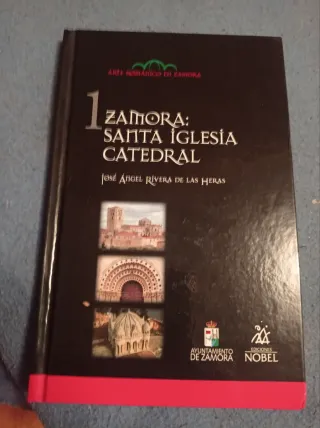 ARTE ROMÁNICO EN ZAMORA
1 ZAMORA:
SANTA IGLESIA
CATEDRAL
JOSÉ ÁNGEL RIVERA DE LAS HERAS
AYUNTAMIENTO
DE ZAMORA
EDICIONES
NOBEL